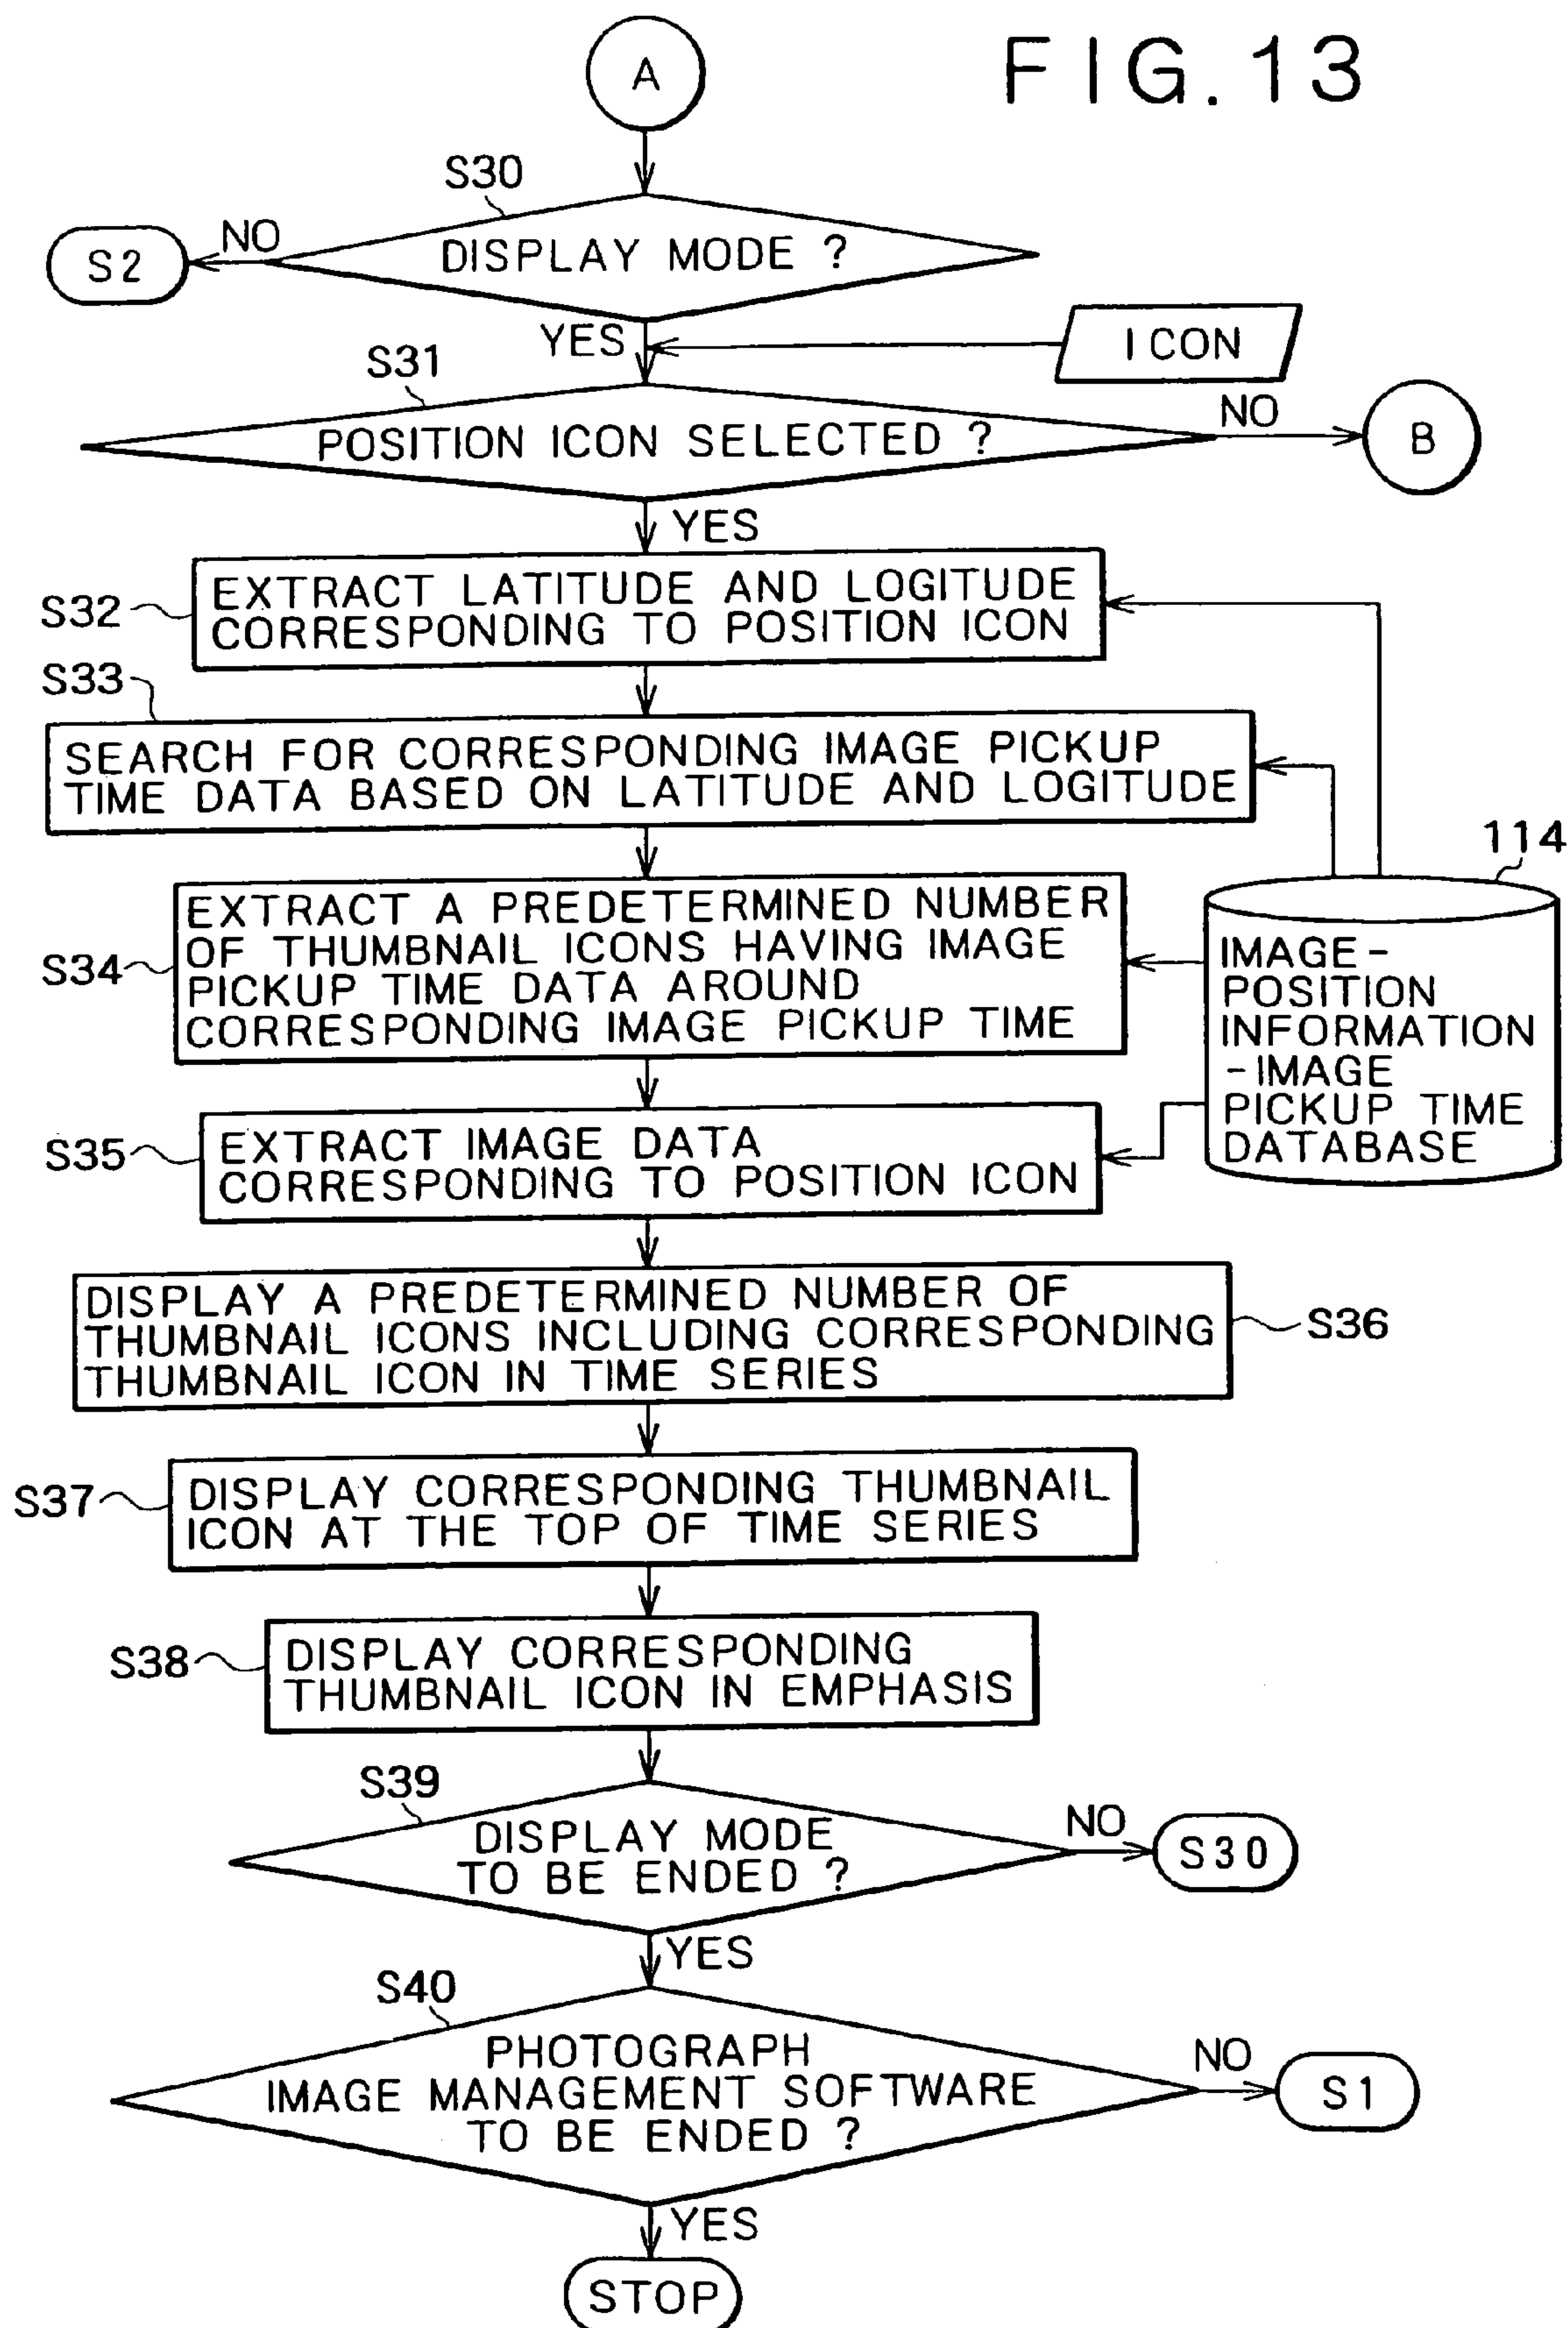 FIG. 13
A
S30
DISPLAY MODE ?
NO
S2
YES
ICON
S31
POSITION ICON SELECTED ?
NO
B
YES
S32
EXTRACT LATITUDE AND LOGITUDE
CORRESPONDING TO POSITION ICON
S33
SEARCH FOR CORRESPONDING IMAGE PICKUP
TIME DATA BASED ON LATITUDE AND LOGITUDE
114
IMAGE-
POSITION
INFORMATION
-IMAGE
PICKUP TIME
DATABASE
S34
EXTRACT A PREDETERMINED NUMBER
OF THUMBNAIL ICONS HAVING IMAGE
PICKUP TIME DATA AROUND
CORRESPONDING IMAGE PICKUP TIME
S35
EXTRACT IMAGE DATA
CORRESPONDING TO POSITION ICON
DISPLAY A PREDETERMINED NUMBER OF
THUMBNAIL ICONS INCLUDING CORRESPONDING
THUMBNAIL ICON IN TIME SERIES
S36
S37
DISPLAY CORRESPONDING THUMBNAIL
ICON AT THE TOP OF TIME SERIES
S38
DISPLAY CORRESPONDING
THUMBNAIL ICON IN EMPHASIS
S39
DISPLAY MODE
TO BE ENDED ?
NO
S30
YES
S40
PHOTOGRAPH
IMAGE MANAGEMENT SOFTWARE
TO BE ENDED ?
NO
S1
YES
STOP